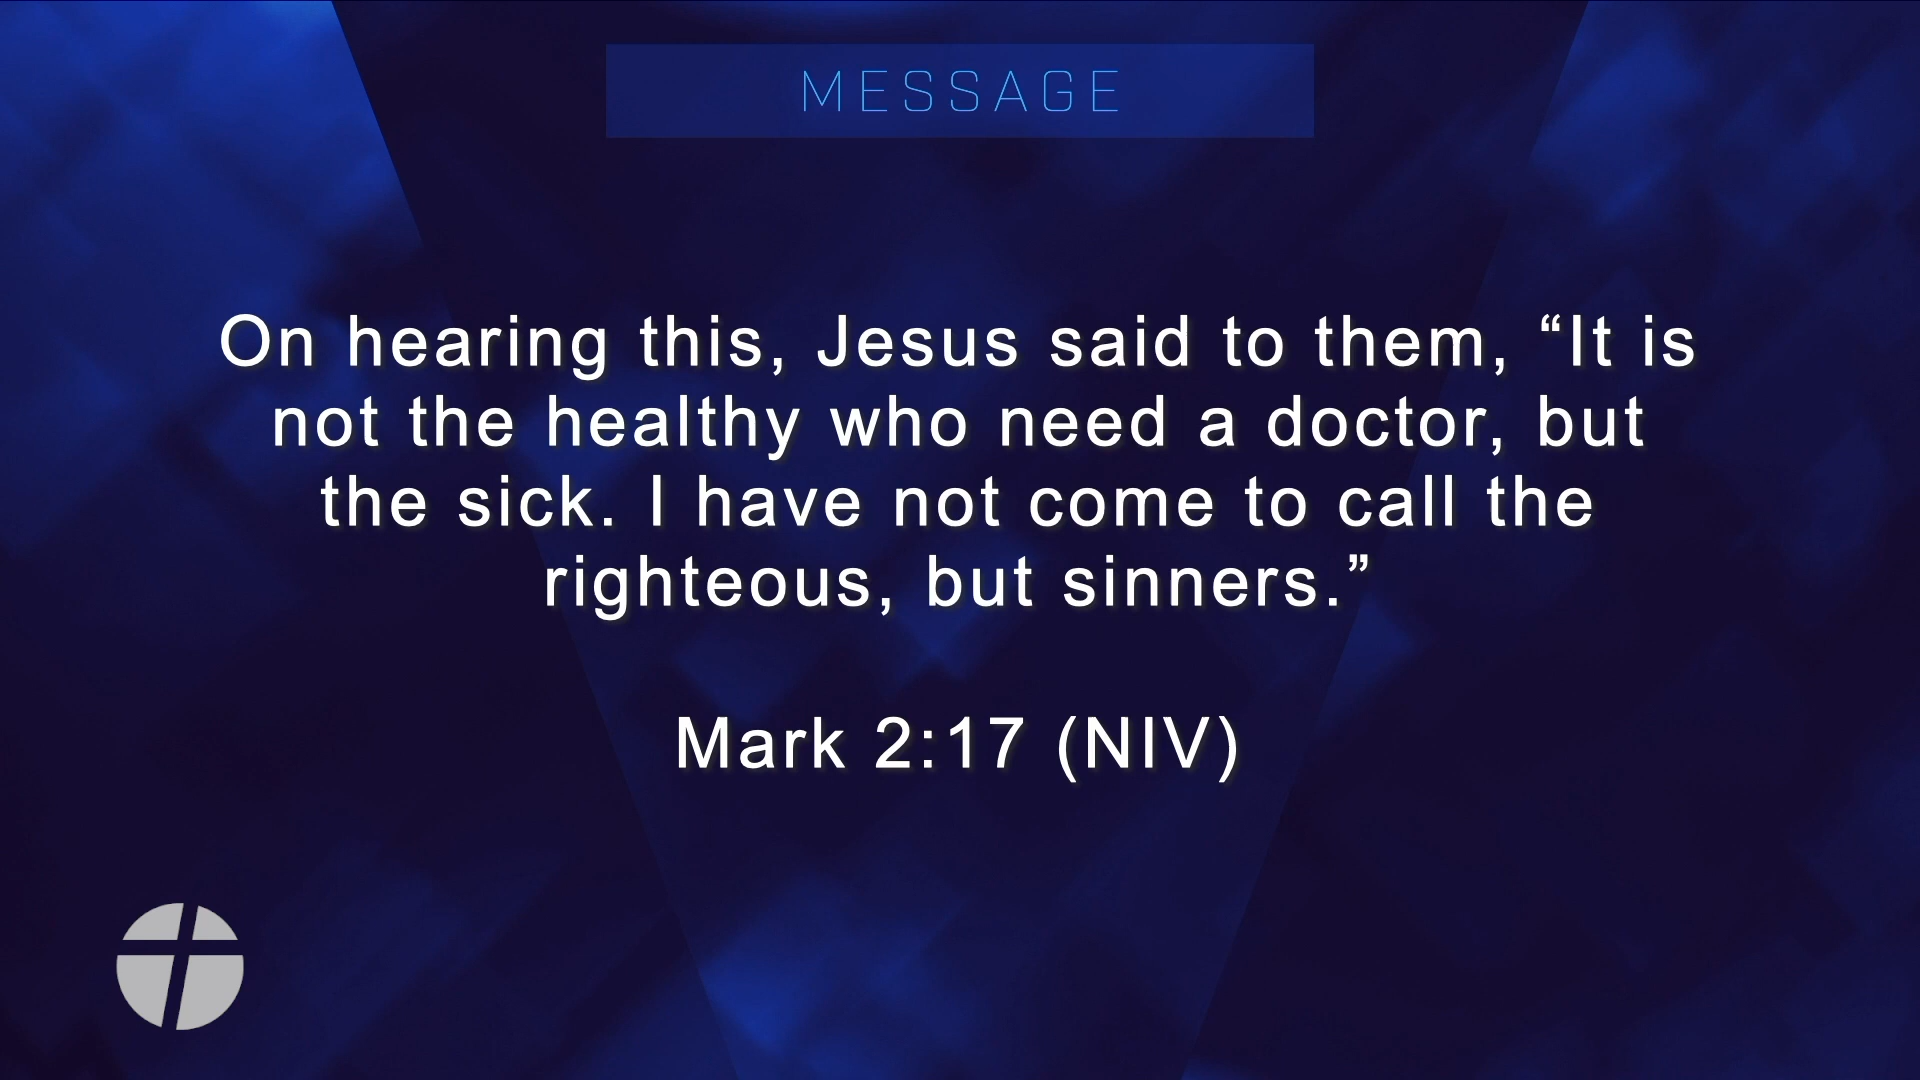 MESSAGE
On hearing this, Jesus said to them, “It is
not the healthy who need a doctor, but
the sick. I have not come to call the
righteous, but sinners.”
Mark 2:17 (NIV)